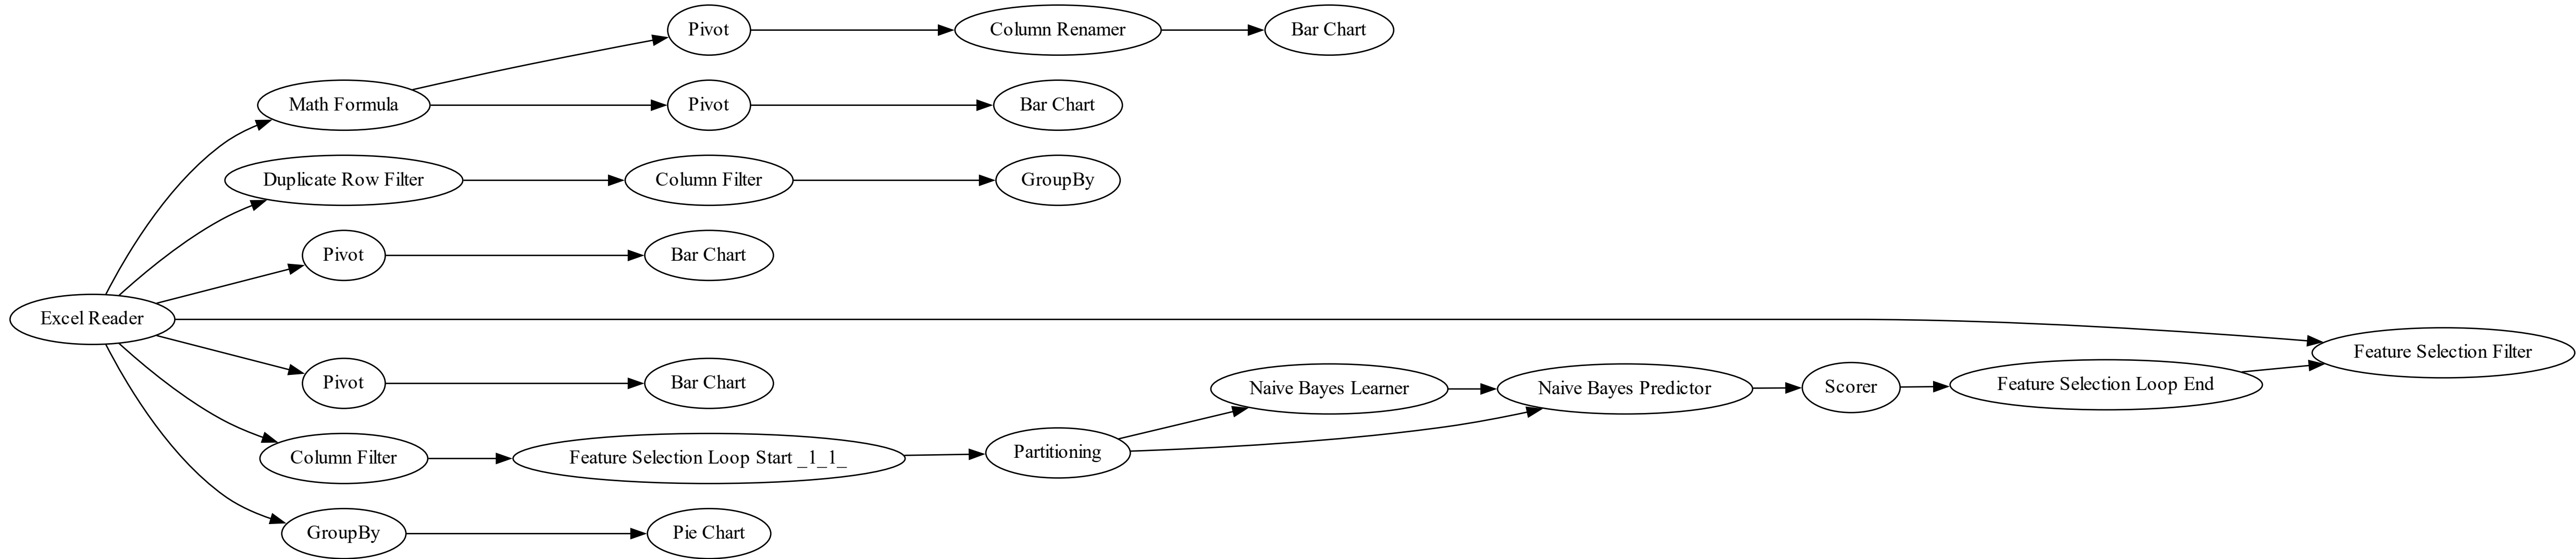 Pivot
Column Renamer
Bar Chart
Math Formula
Pivot
Bar Chart
Duplicate Row Filter
Column Filter
GroupBy
Pivot
Bar Chart
Excel Reader
Feature Selection Filter
Pivot
Bar Chart
Naive Bayes Learner
Naive Bayes Predictor
Scorer
Feature Selection Loop End
Column Filter
Feature Selection Loop Start _1_1_
Partitioning
GroupBy
Pie Chart